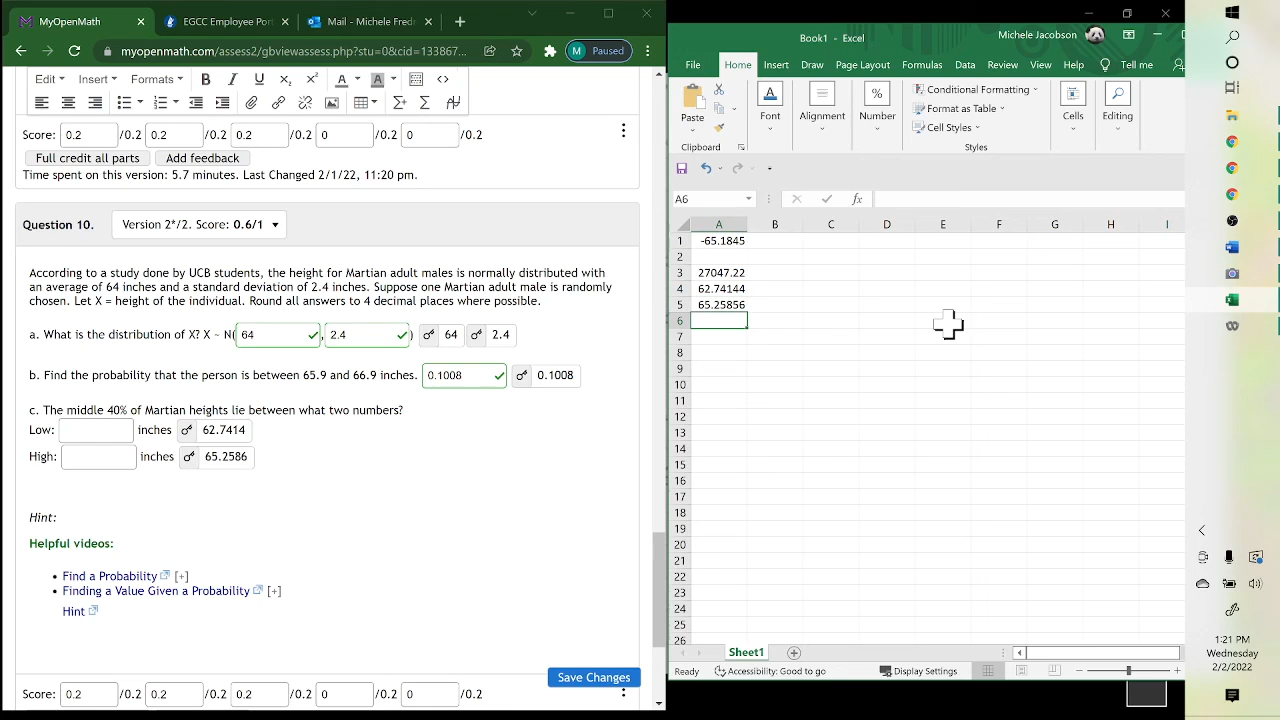 MyOpenMath
EGCC Employee Por
Mail - Michele Fredr
myopenmath.com/assess2/gbviewassess.php?stu=0&cid=133867...
M
Paused
Edit
Insert
Formats
Score: 0.2 /0.2 0.2 /0.2 0.2 /0.2 0 /0.2 0 /0.2
Full credit all parts
Add feedback
Time spent on this version: 5.7 minutes. Last Changed 2/1/22, 11:20 pm.
Question 10.
Version 2*/2. Score: 0.6/1
According to a study done by UCB students, the height for Martian adult males is normally distributed with
an average of 64 inches and a standard deviation of 2.4 inches. Suppose one Martian adult male is randomly
chosen. Let X = height of the individual. Round all answers to 4 decimal places where possible.
a. What is the distribution of X? X ~ N( 64 , 2.4 ) 64 2.4
b. Find the probability that the person is between 65.9 and 66.9 inches. 0.1008 0.1008
c. The middle 40% of Martian heights lie between what two numbers?
Low: inches 62.7414
High: inches 65.2586
Hint:
Helpful videos:
• Find a Probability [+]
• Finding a Value Given a Probability [+]
Hint
Save Changes
Score: 0.2 /0.2 0.2 /0.2 0.2 /0.2 0 /0.2 0 /0.2
Book1 - Excel
Michele Jacobson
File Home Insert Draw Page Layout Formulas Data Review View Help Tell me
Paste
Clipboard
Font
Alignment
Number
Conditional Formatting
Format as Table
Cell Styles
Styles
Cells
Editing
A6
fx
A B C D E F G H I
1 -65.1845
2
3 27047.22
4 62.74144
5 65.25856
6
7
8
9
10
11
12
13
14
15
16
17
18
19
20
21
22
23
24
25
26
Sheet1
Ready
Accessibility: Good to go
Display Settings
1:21 PM
Wednesday
2/2/2022